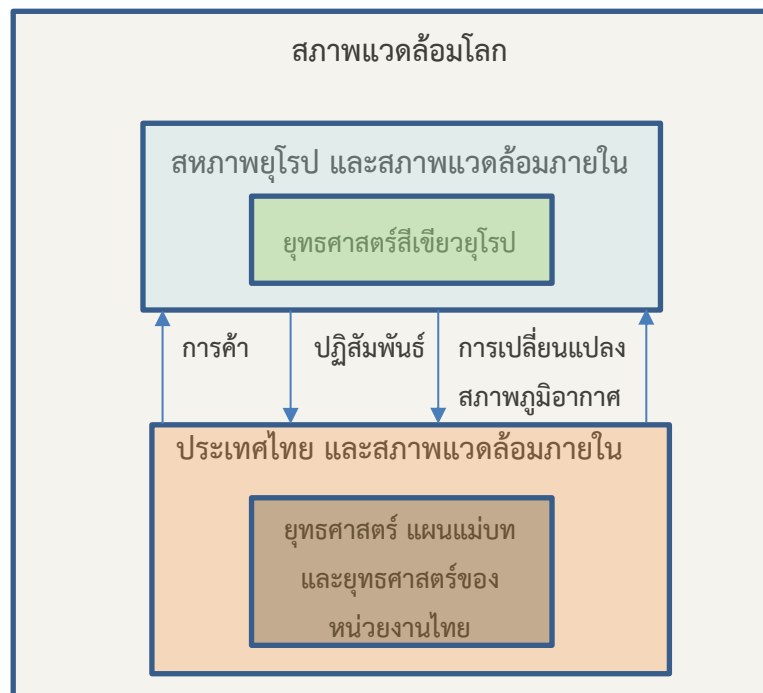 สภาพแวดล้อมโลก
สหภาพยุโรป และสภาพแวดล้อมภายใน
ยุทธศาสตร์สีเขียวยุโรป
การค้า
ปฏิสัมพันธ์
การเปลี่ยนแปลง
สภาพภูมิอากาศ
ประเทศไทย และสภาพแวดล้อมภายใน
ยุทธศาสตร์ แผนแม่บท
และยุทธศาสตร์ของ
หน่วยงานไทย